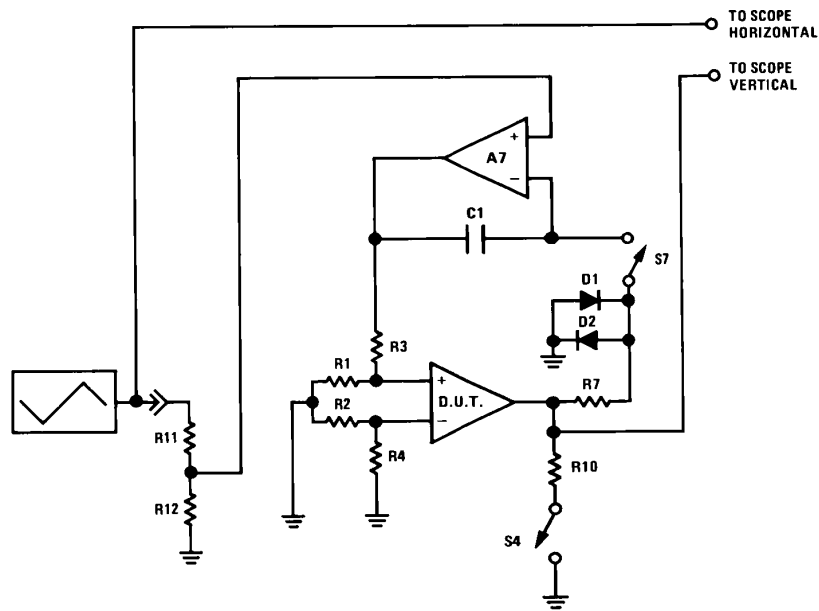 TO SCOPE
HORIZONTAL
TO SCOPE
VERTICAL
+
A7
−
C1
S7
D1
D2
R3
R1
+
R7
R2
D.U.T.
−
R11
R4
R10
R12
S4